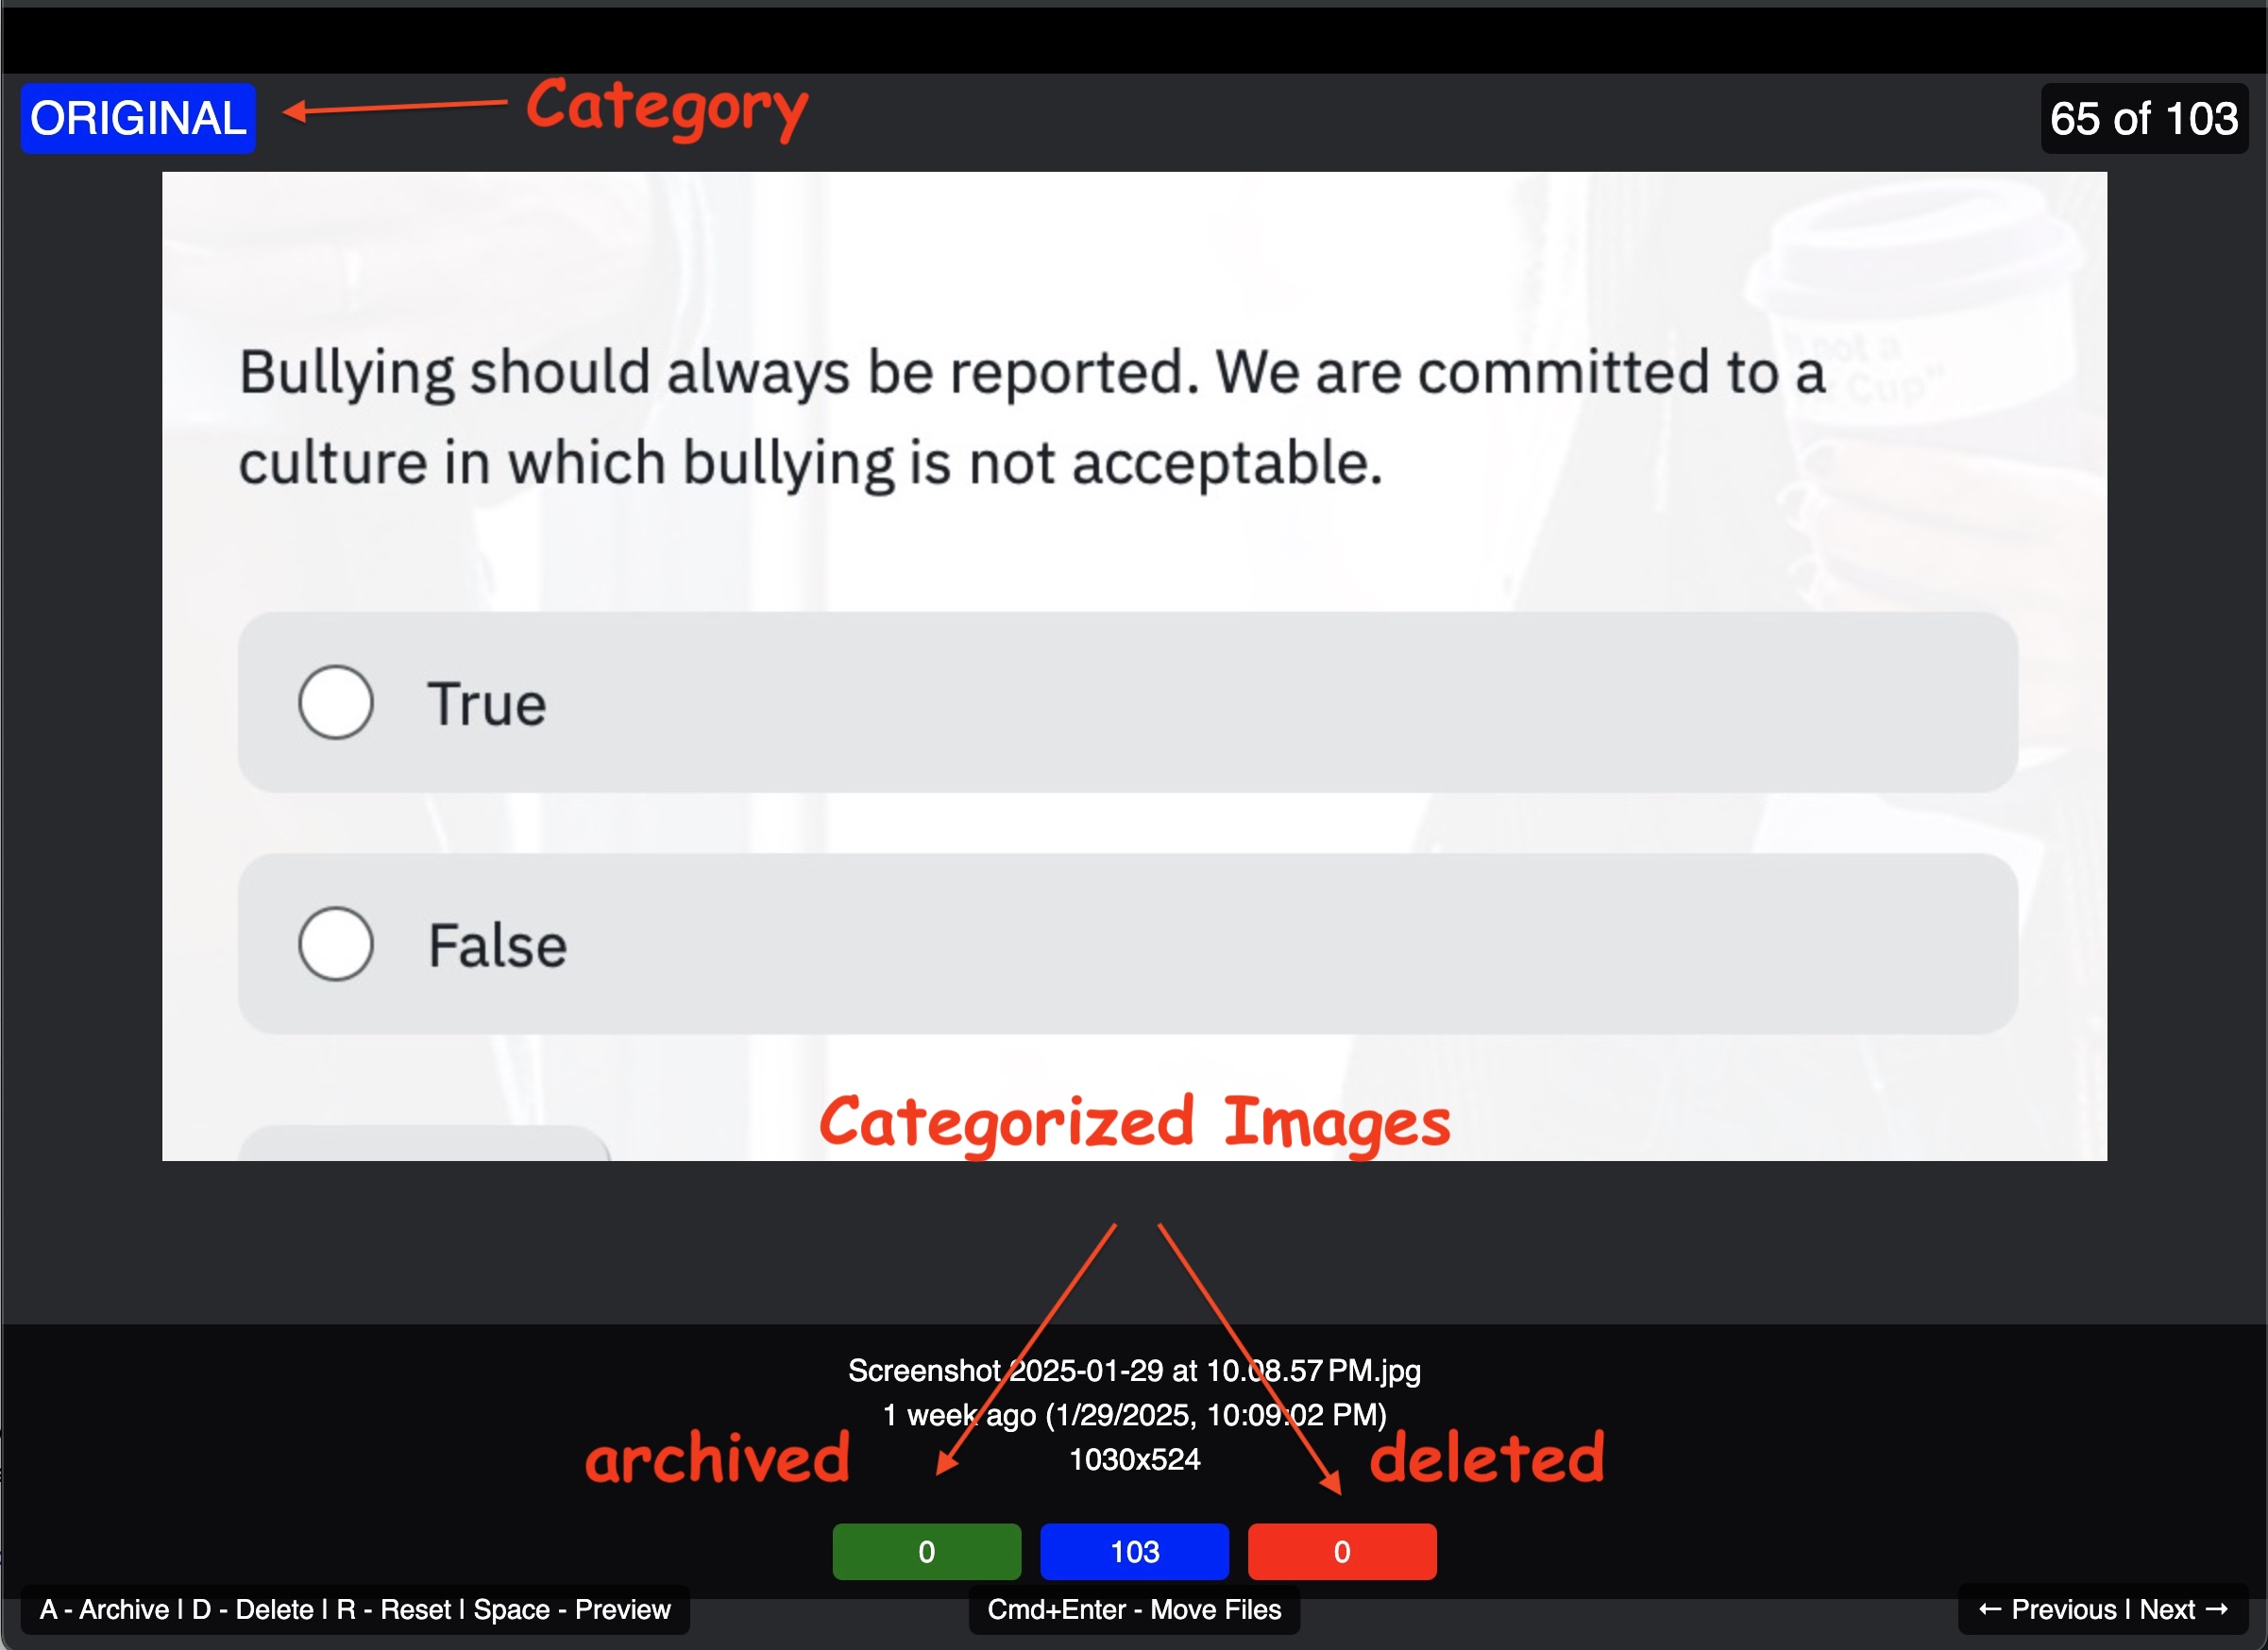 ORIGINAL
Category
65 of 103
not a
Cup"
Bullying should always be reported. We are committed to a
culture in which bullying is not acceptable.
True
False
Categorized Images
Screenshot 2025-01-29 at 10.08.57 PM.jpg
1 week ago (1/29/2025, 10:09:02 PM)
1030x524
archived
deleted
0
103
0
A - Archive | D - Delete | R - Reset | Space - Preview
Cmd+Enter - Move Files
← Previous | Next →